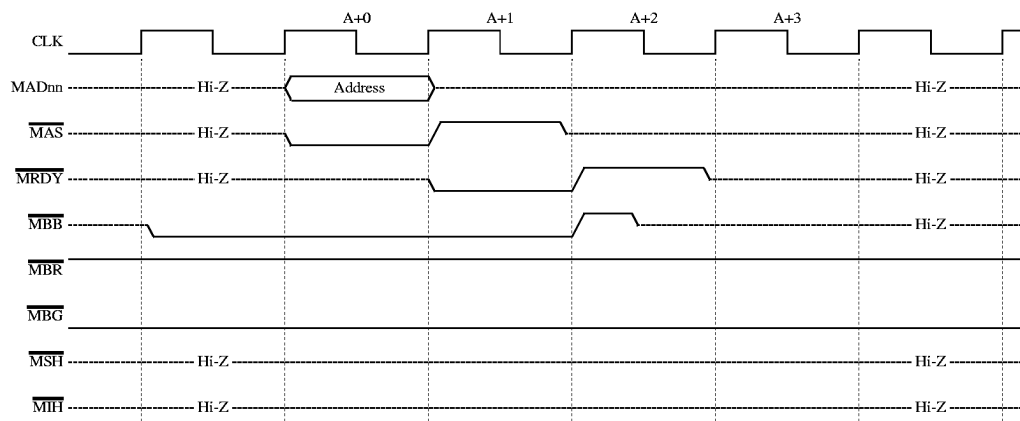 A+0 A+1 A+2 A+3
CLK
MADnn Hi-Z Address Hi-Z
MAS Hi-Z Hi-Z
MRDY Hi-Z Hi-Z
MBB Hi-Z Hi-Z
MBR
MBG
MSH Hi-Z Hi-Z
MIH Hi-Z Hi-Z